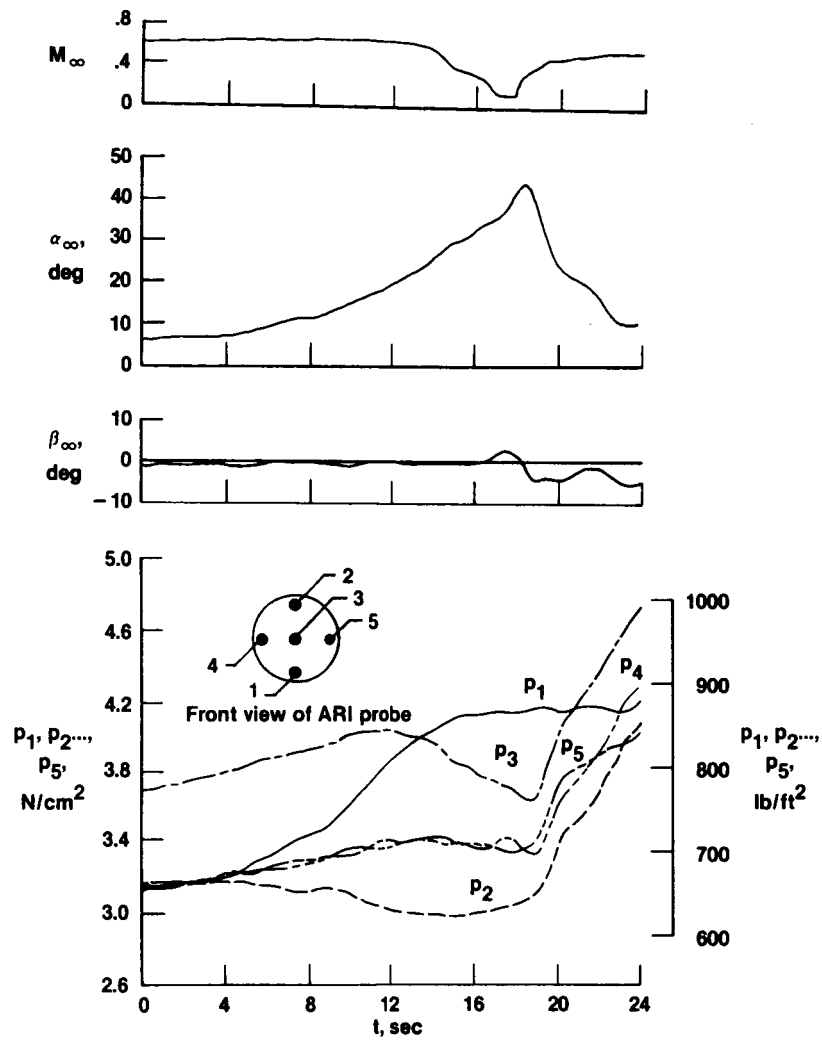 .8
M∞
.4
0
50
40
30
α∞,
deg
20
10
0
10
β∞,
deg
0
−10
5.0
4.6
4.2
3.8
3.4
3.0
2.6
p1, p2...,
p5,
N/cm2
2
3
5
4
1
Front view of ARI probe
p1
p3
p5
p4
p2
1000
900
800
700
600
p1, p2...,
p5,
lb/ft2
0 4 8 12 16 20 24
t, sec